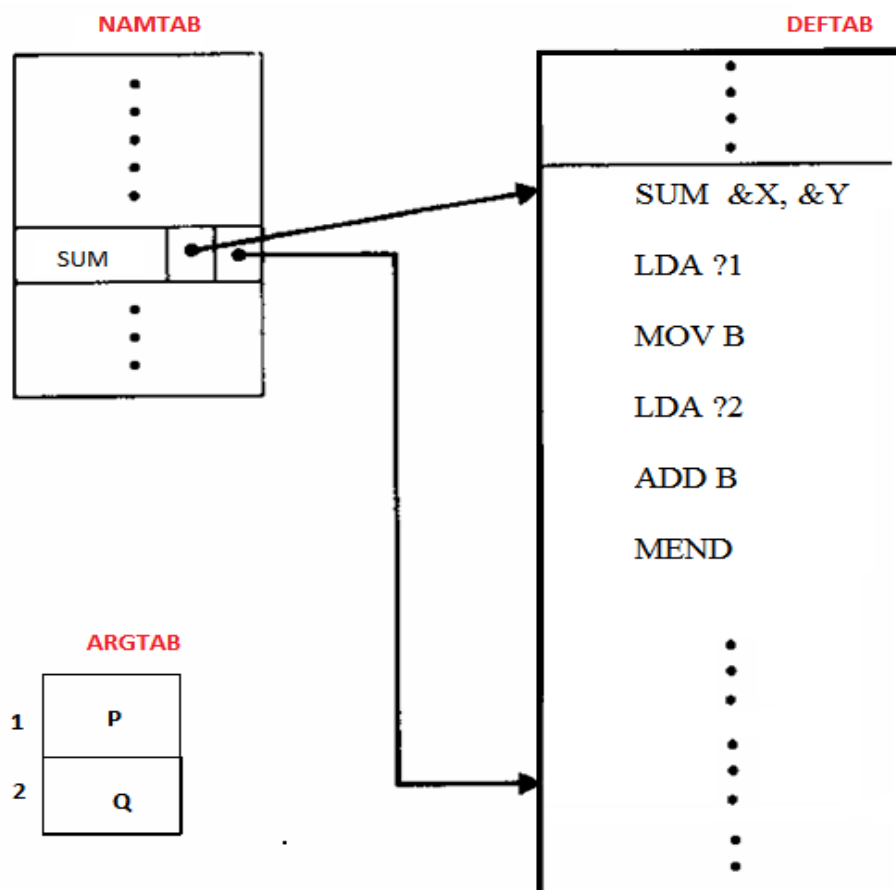 NAMTAB
DEFTAB
SUM &X, &Y
SUM
LDA ?1
MOV B
LDA ?2
ADD B
MEND
ARGTAB
1 P
2 Q